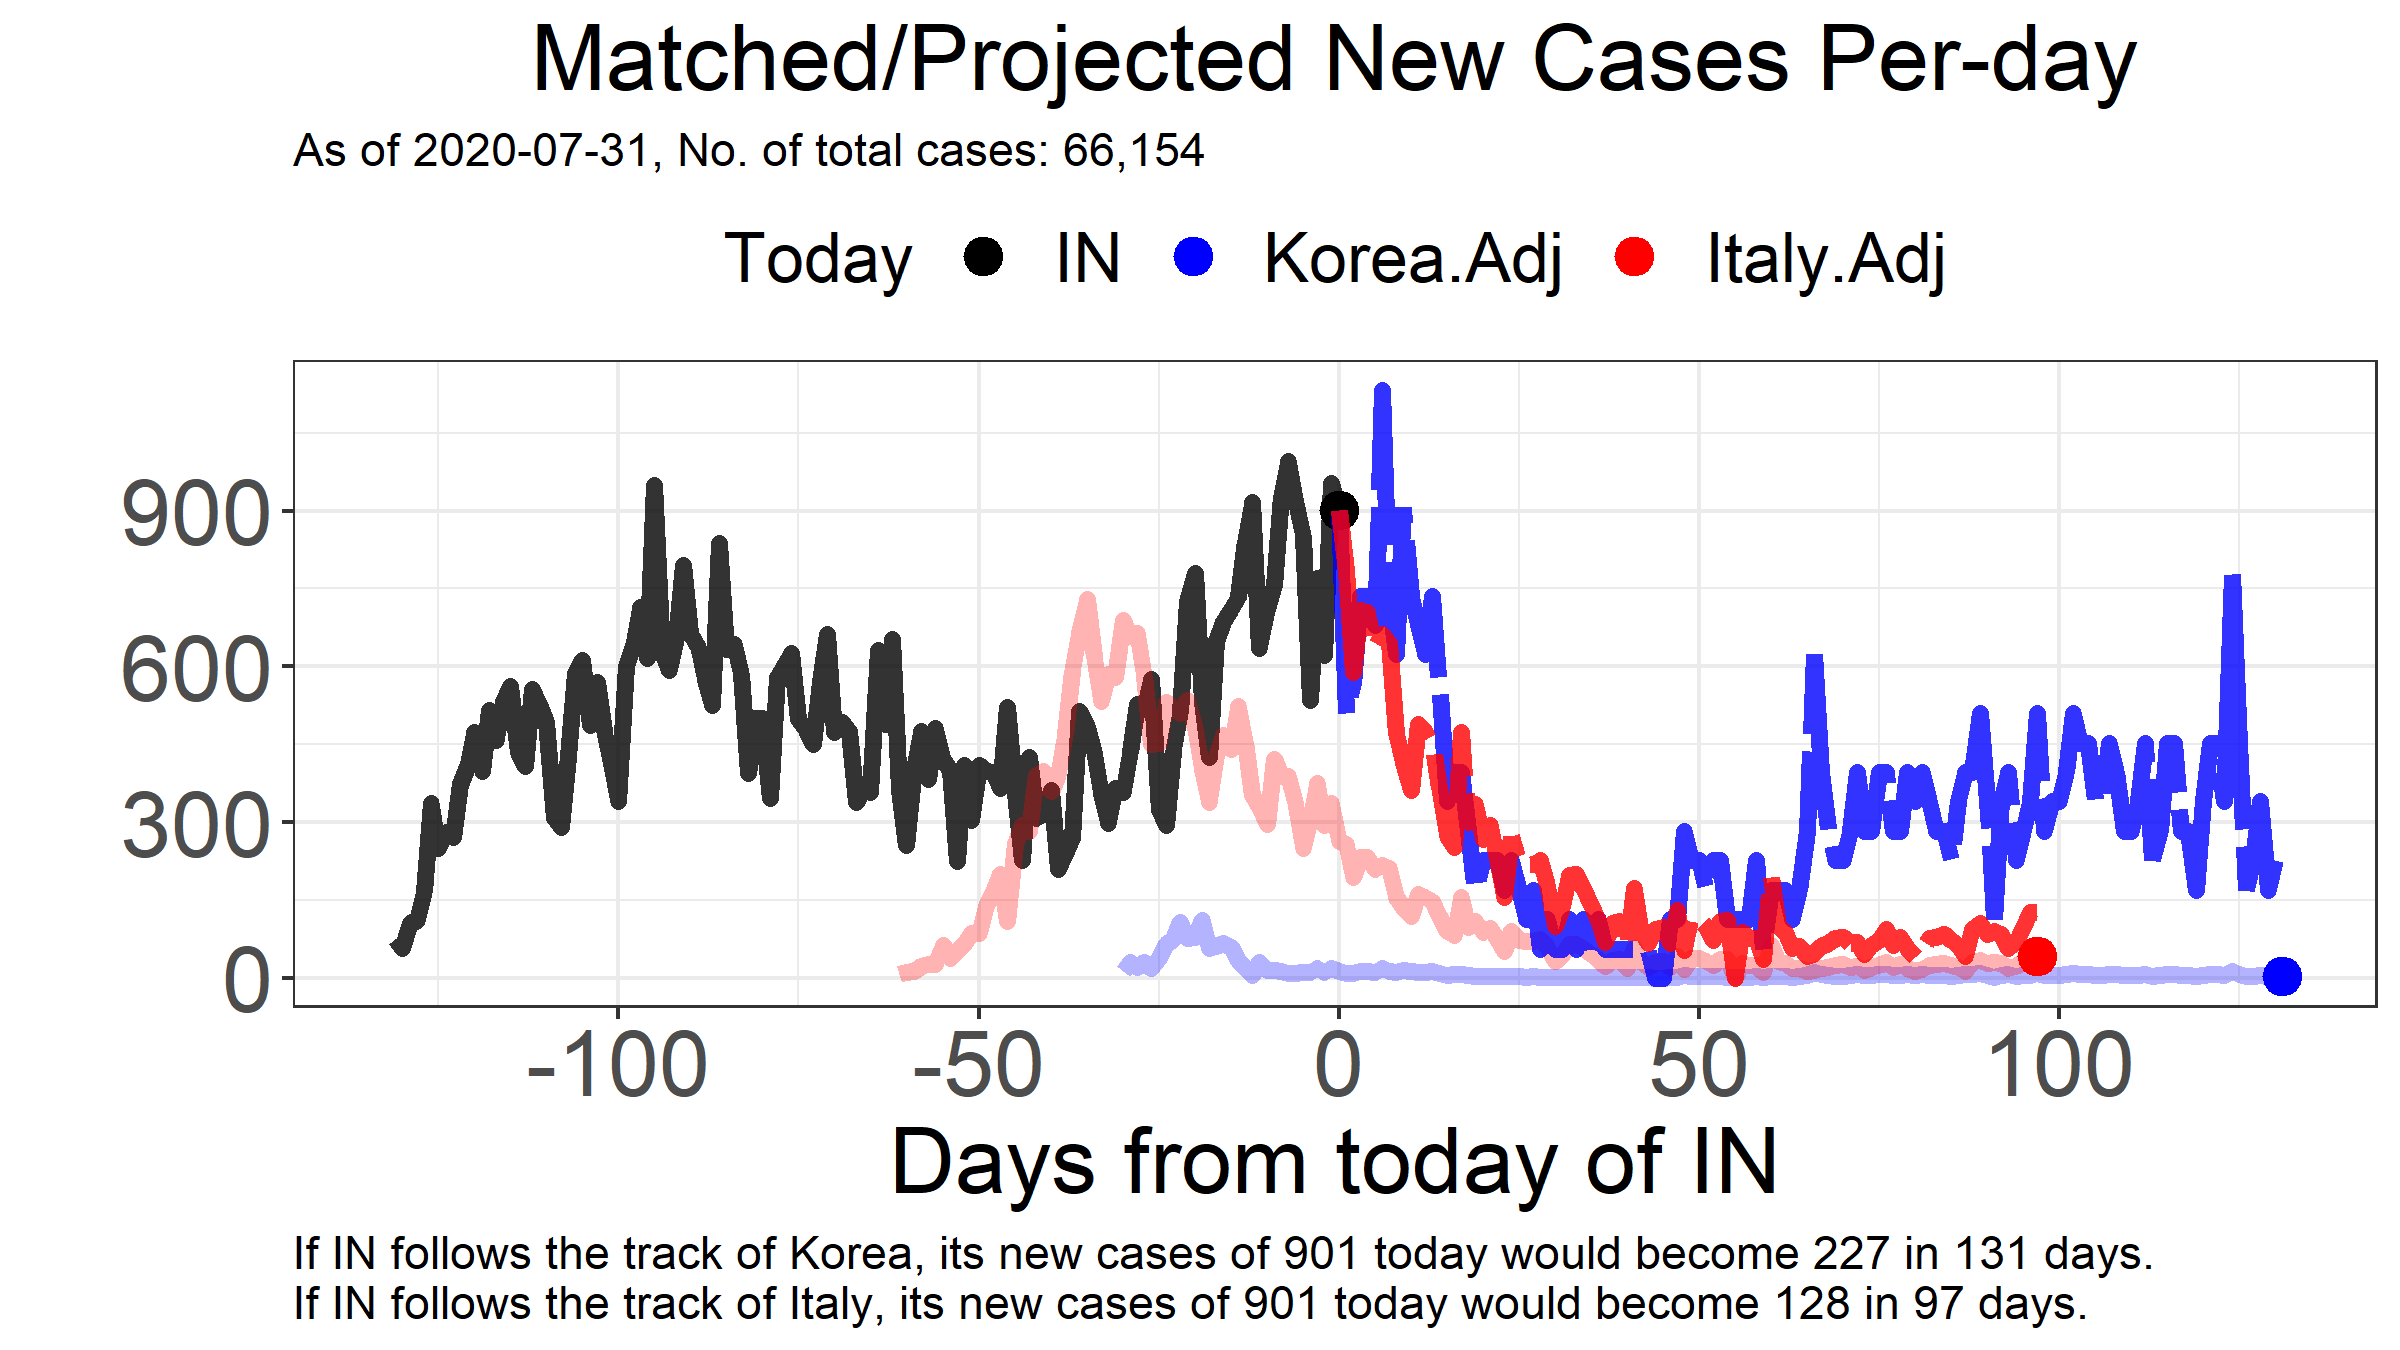 Matched/Projected New Cases Per-day
As of 2020-07-31, No. of total cases: 66,154
Today IN Korea.Adj Italy.Adj
900
600
300
0
-100 -50 0 50 100
Days from today of IN
If IN follows the track of Korea, its new cases of 901 today would become 227 in 131 days.
If IN follows the track of Italy, its new cases of 901 today would become 128 in 97 days.